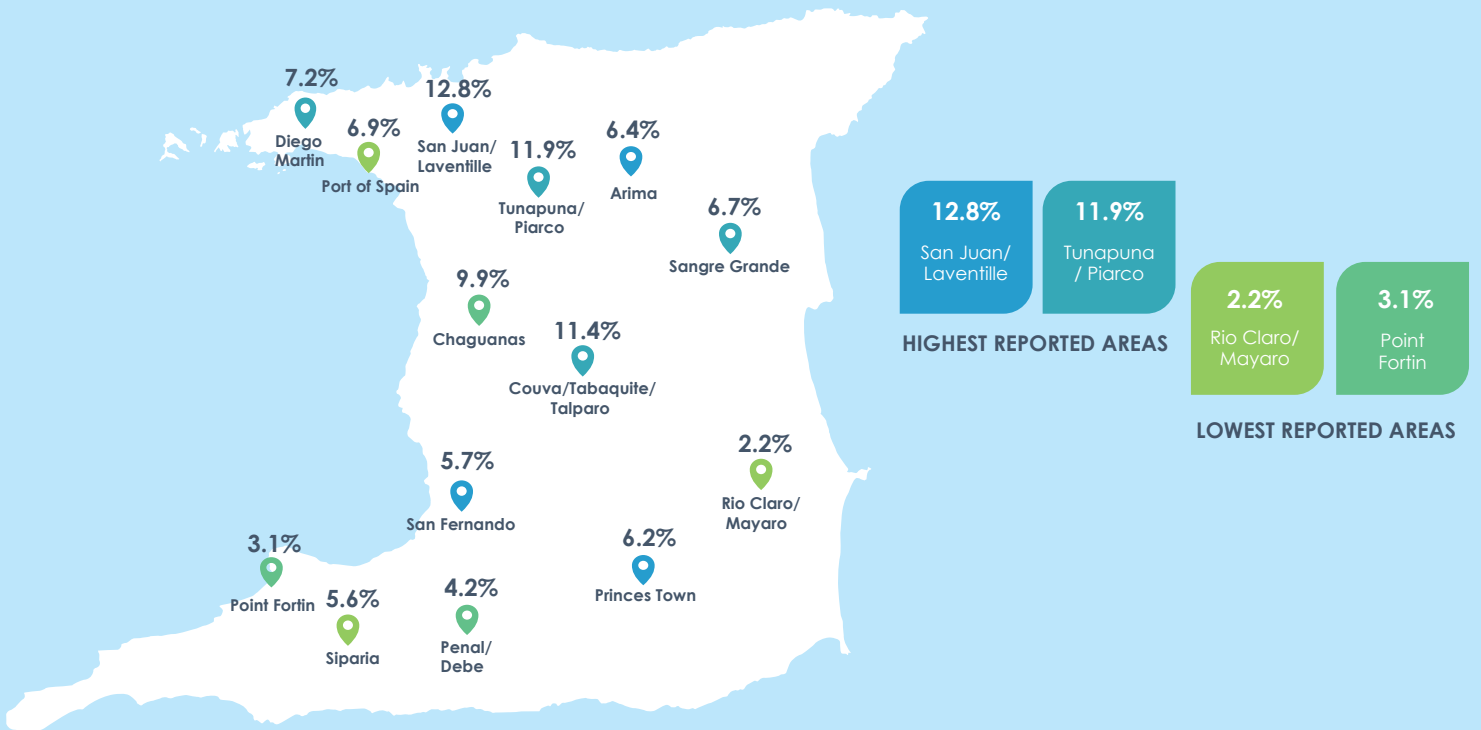 7.2%
Diego
Martin
6.9%
Port of Spain
12.8%
San Juan/
Laventille
11.9%
Tunapuna/
Piarco
6.4%
Arima
6.7%
Sangre Grande
9.9%
Chaguanas
11.4%
Couva/Tabaquite/
Talparo
5.7%
San Fernando
2.2%
Rio Claro/
Mayaro
6.2%
Princes Town
3.1%
Point Fortin
5.6%
Siparia
4.2%
Penal/
Debe
12.8%
San Juan/
Laventille
11.9%
Tunapuna
/ Piarco
HIGHEST REPORTED AREAS
2.2%
Rio Claro/
Mayaro
3.1%
Point
Fortin
LOWEST REPORTED AREAS